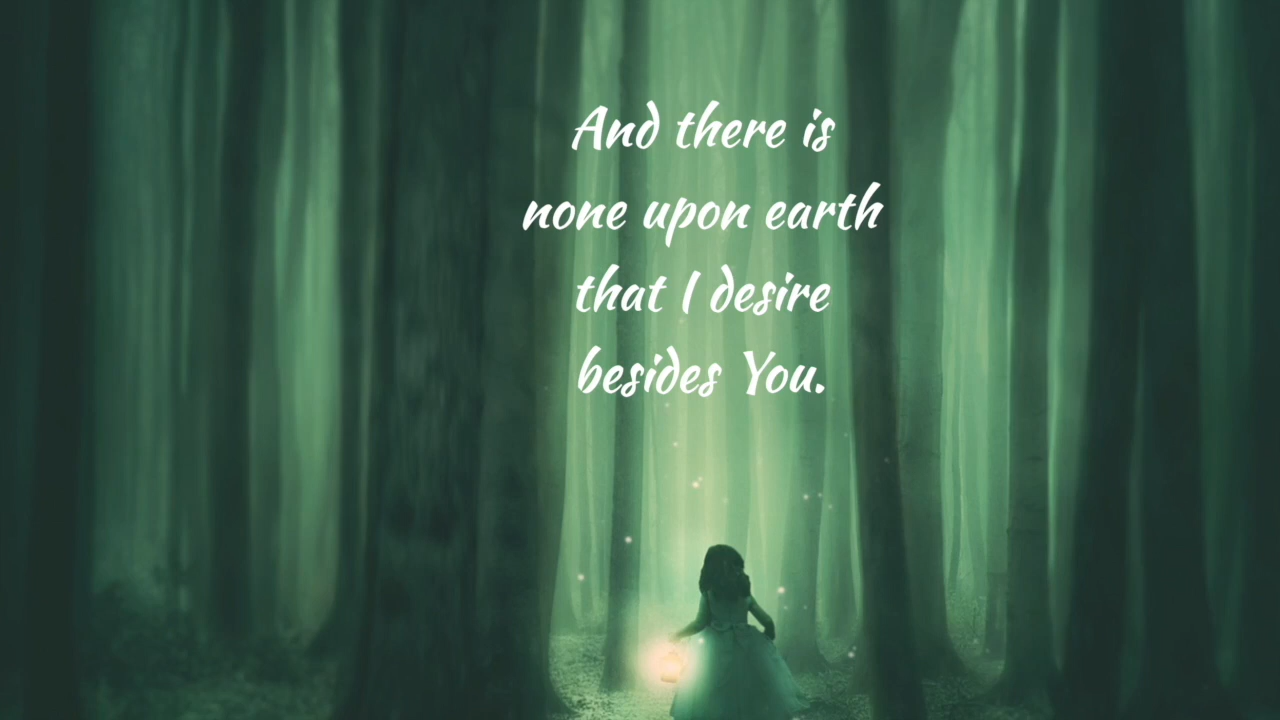 And there is
none upon earth
that I desire
besides You.